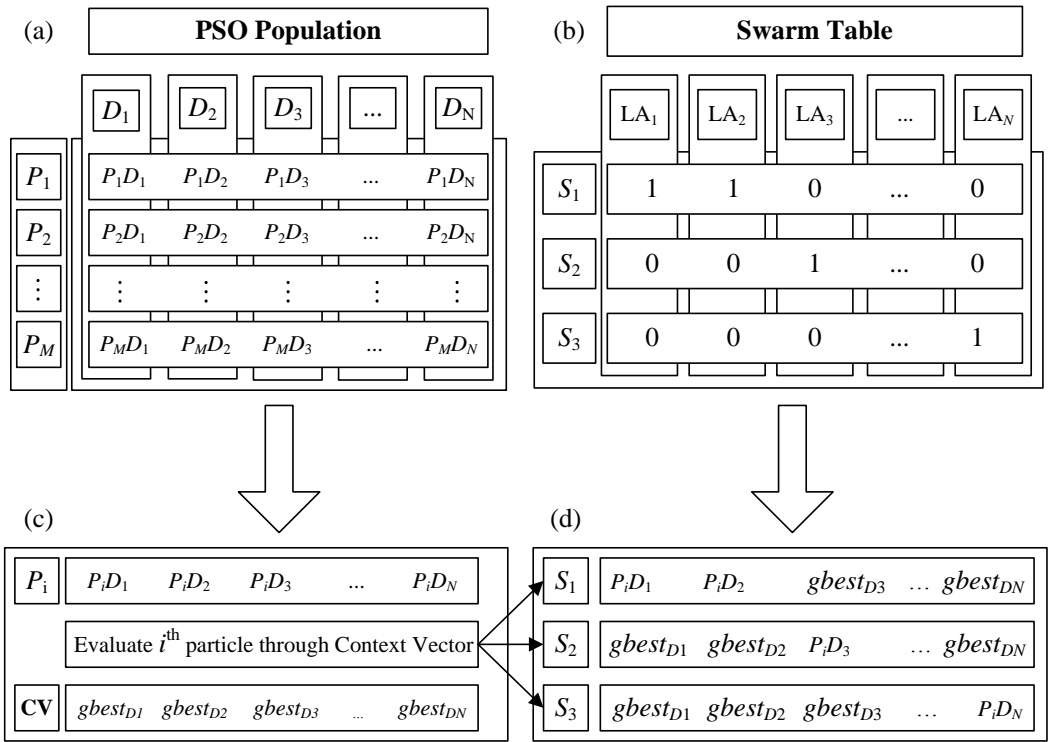 (a) PSO Population
D1 D2 D3 ... DN
P1 P1D1 P1D2 P1D3 ... P1DN
P2 P2D1 P2D2 P2D3 ... P2DN
⋮ ⋮ ⋮ ⋮ ⋮ ⋮
PM PMD1 PMD2 PMD3 ... PMDN
(b) Swarm Table
LA1 LA2 LA3 ... LAN
S1 1 1 0 ... 0
S2 0 0 1 ... 0
S3 0 0 0 ... 1
(c)
Pi PiD1 PiD2 PiD3 ... PiDN
Evaluate ith particle through Context Vector
CV gbestD1 gbestD2 gbestD3 ... gbestDN
(d)
S1 PiD1 PiD2 gbestD3 ... gbestDN
S2 gbestD1 gbestD2 PiD3 ... gbestDN
S3 gbestD1 gbestD2 gbestD3 ... PiDN